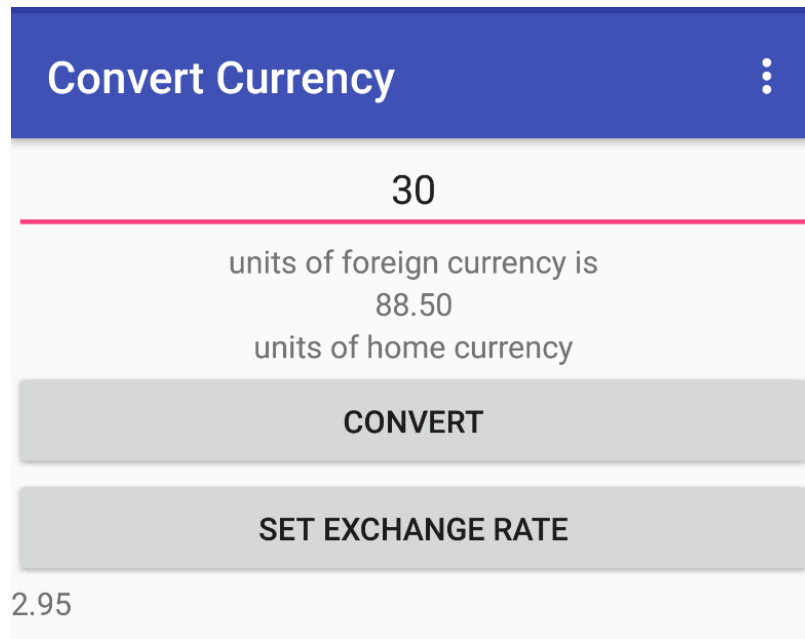 Convert Currency
30
units of foreign currency is
88.50
units of home currency
CONVERT
SET EXCHANGE RATE
2.95